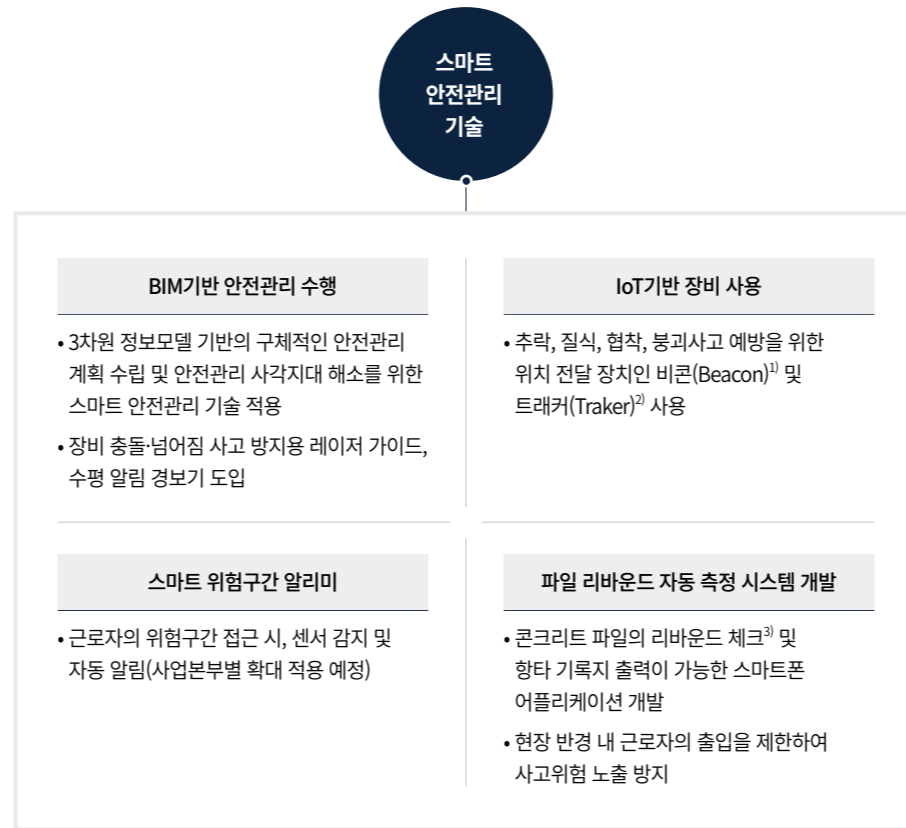 스마트
안전관리
기술
BIM기반 안전관리 수행
• 3차원 정보모델 기반의 구체적인 안전관리
계획 수립 및 안전관리 사각지대 해소를 위한
스마트 안전관리 기술 적용
• 장비 충돌·넘어짐 사고 방지용 레이저 가이드,
수평 알림 경보기 도입
IoT기반 장비 사용
• 추락, 질식, 협착, 붕괴사고 예방을 위한
위치 전달 장치인 비콘(Beacon)1) 및
트래커(Traker)2) 사용
스마트 위험구간 알리미
• 근로자의 위험구간 접근 시, 센서 감지 및
자동 알림(사업본부별 확대 적용 예정)
파일 리바운드 자동 측정 시스템 개발
• 콘크리트 파일의 리바운드 체크3) 및
항타 기록지 출력이 가능한 스마트폰
어플리케이션 개발
• 현장 반경 내 근로자의 출입을 제한하여
사고위험 노출 방지